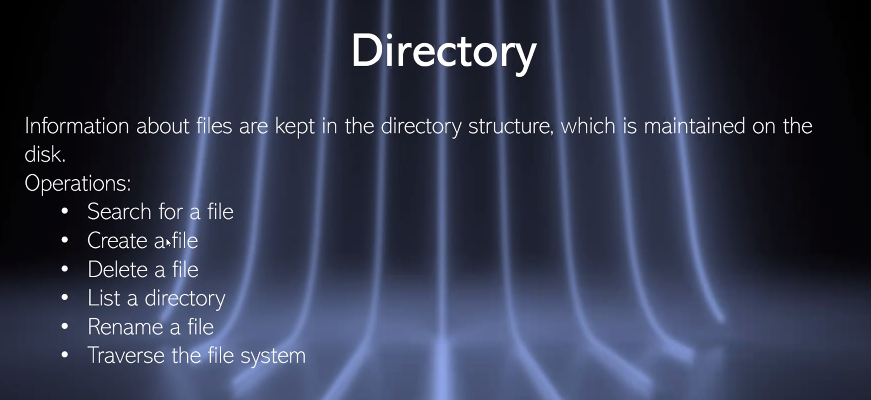 Directory
Information about files are kept in the directory structure, which is maintained on the
disk.
Operations:
• Search for a file
• Create a file
• Delete a file
• List a directory
• Rename a file
• Traverse the file system